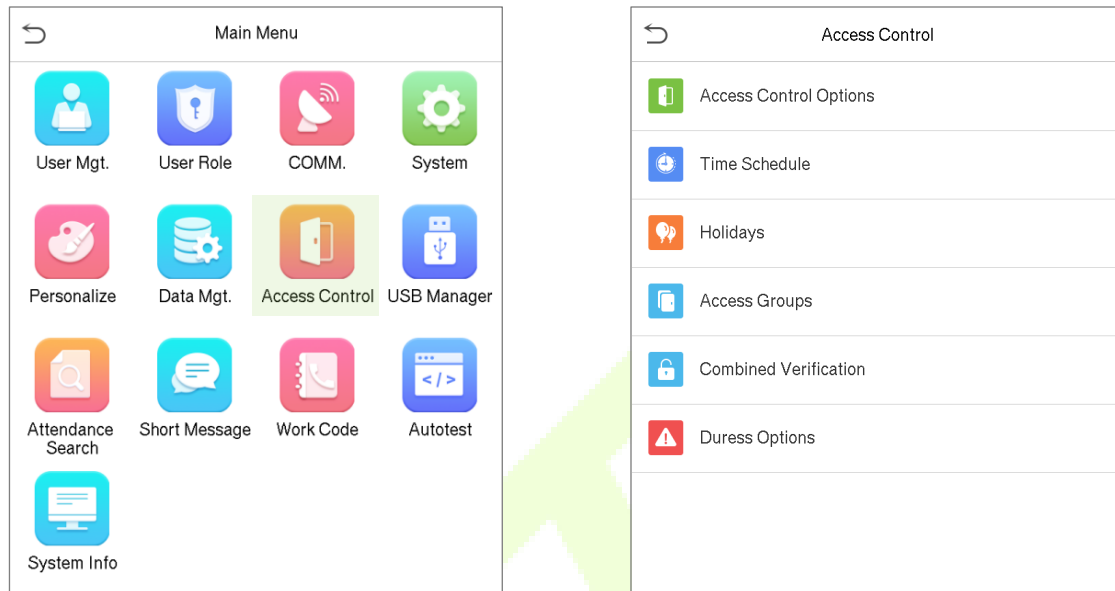 Main Menu
User Mgt.
User Role
COMM.
System
Personalize
Data Mgt.
Access Control
USB Manager
</>
Attendance
Search
Short Message
Work Code
Autotest
System Info
Access Control
Access Control Options
Time Schedule
Holidays
Access Groups
Combined Verification
Duress Options